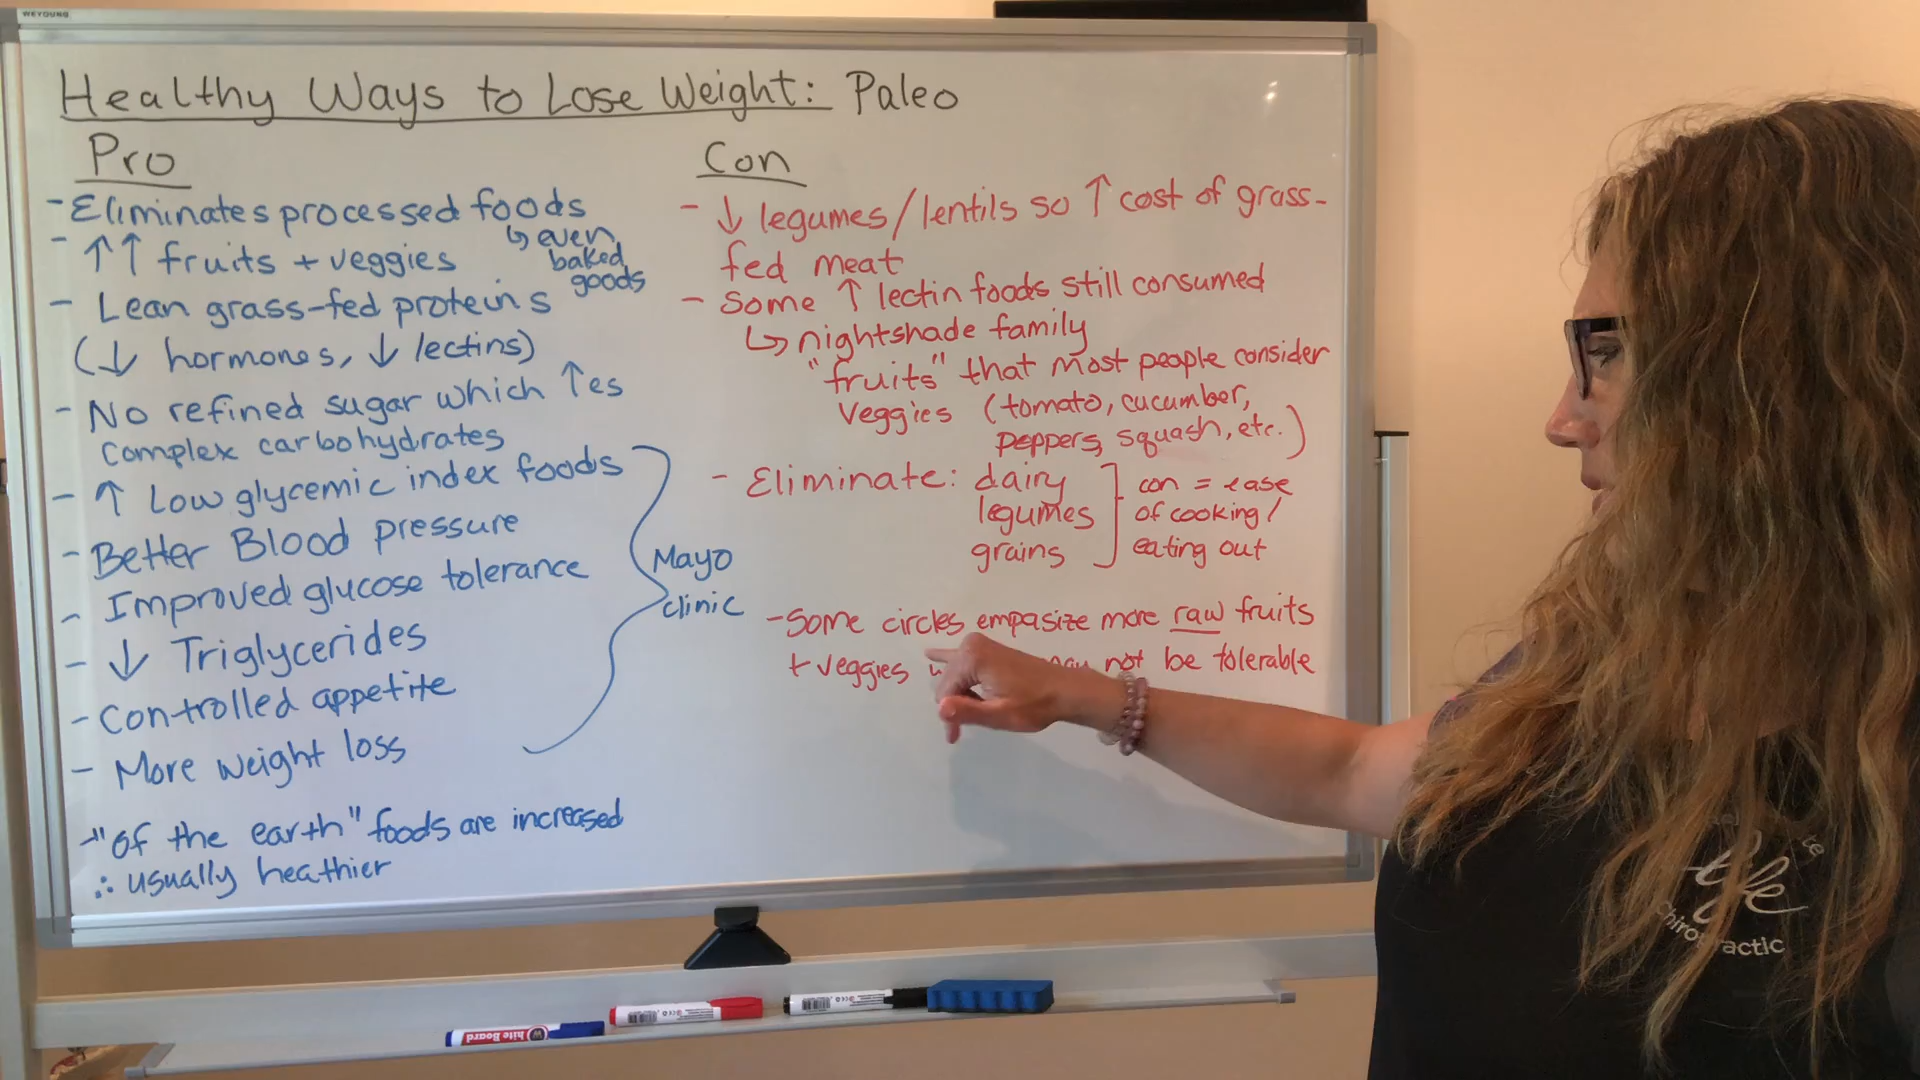 WEYOUNG
Healthy Ways to Lose Weight: Paleo
Pro
- Eliminates processed foods
↳ even
baked
goods
- ↑↑ fruits + veggies
- Lean grass-fed proteins
(↓ hormones, ↓ lectins)
- No refined sugar which ↑es
complex carbohydrates
- ↑ Low glycemic index foods
- Better Blood pressure
- Improved glucose tolerance
- ↓ Triglycerides
- Controlled appetite
- More weight loss
Mayo
clinic
- "Of the earth" foods are increased
∴ usually heathier
Con
- ↓ legumes/lentils so ↑ cost of grass-
fed meat
- Some ↑ lectin foods still consumed
↳ nightshade family
"fruits" that most people consider
veggies (tomato, cucumber,
peppers, squash, etc.)
- Eliminate: dairy
legumes
grains
con = ease
of cooking/
eating out
- Some circles empasize more raw fruits
+ veggies may not be tolerable
White Board
life
Chiropractic